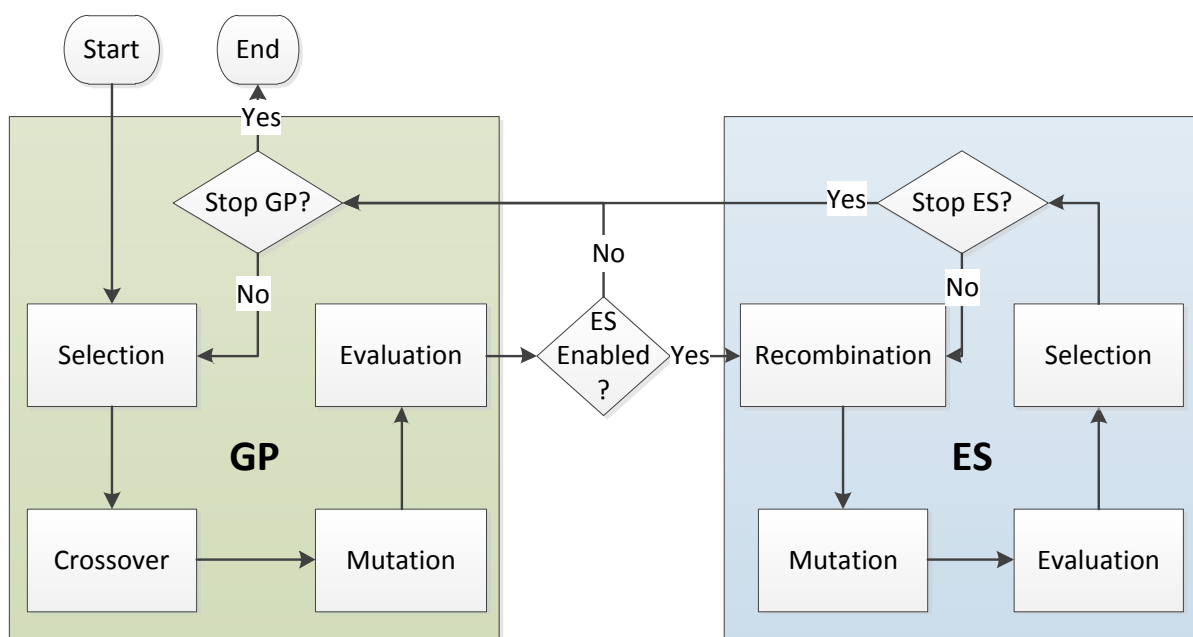 Start
End
Yes
Stop GP?
Yes
Stop ES?
No
No
No
Selection
Evaluation
ES
Enabled
?
Yes
Recombination
Selection
GP
ES
Crossover
Mutation
Mutation
Evaluation